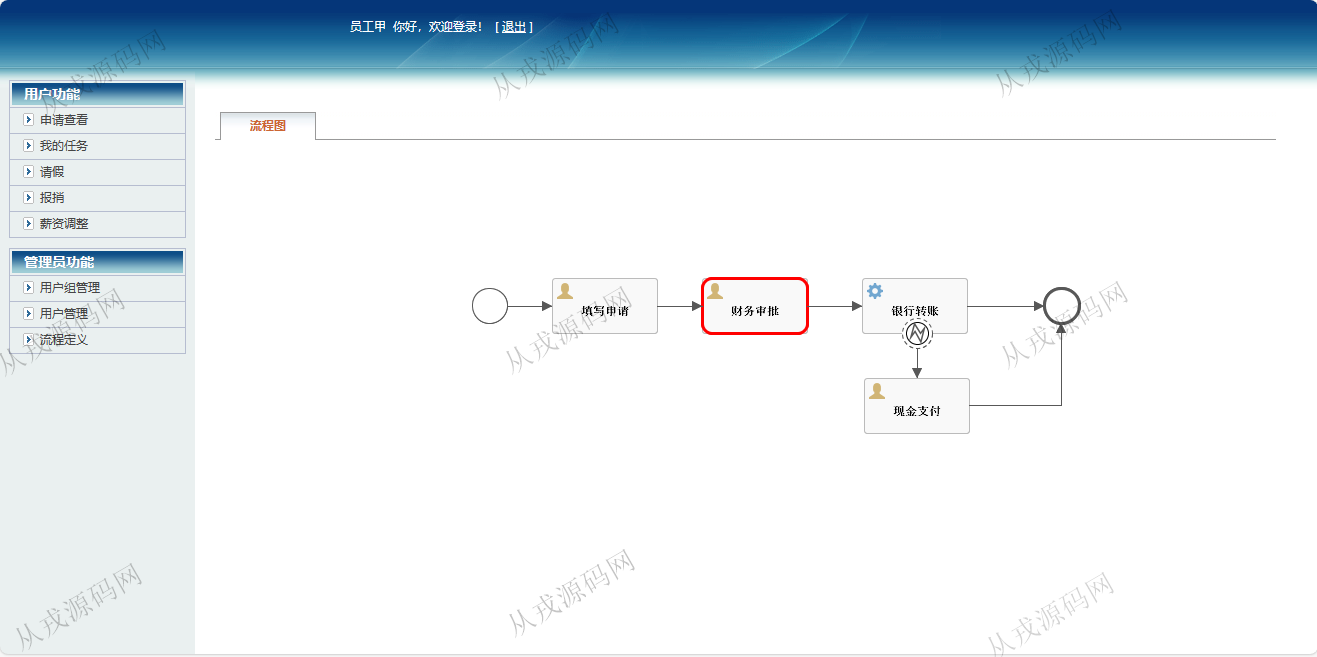 员工甲 你好，欢迎登录！ [ 退出 ]
用户功能
申请查看
我的任务
请假
报捎
薪资调整
管理员功能
用户组管理
用户管理
流程定义
流程图
填写申请
财务审批
银行转账
现金支付
从戎源码网
从戎源码网
从戎源码网
从戎源码网
从戎源码网
从戎源码网
从戎源码网
从戎源码网
从戎源码网